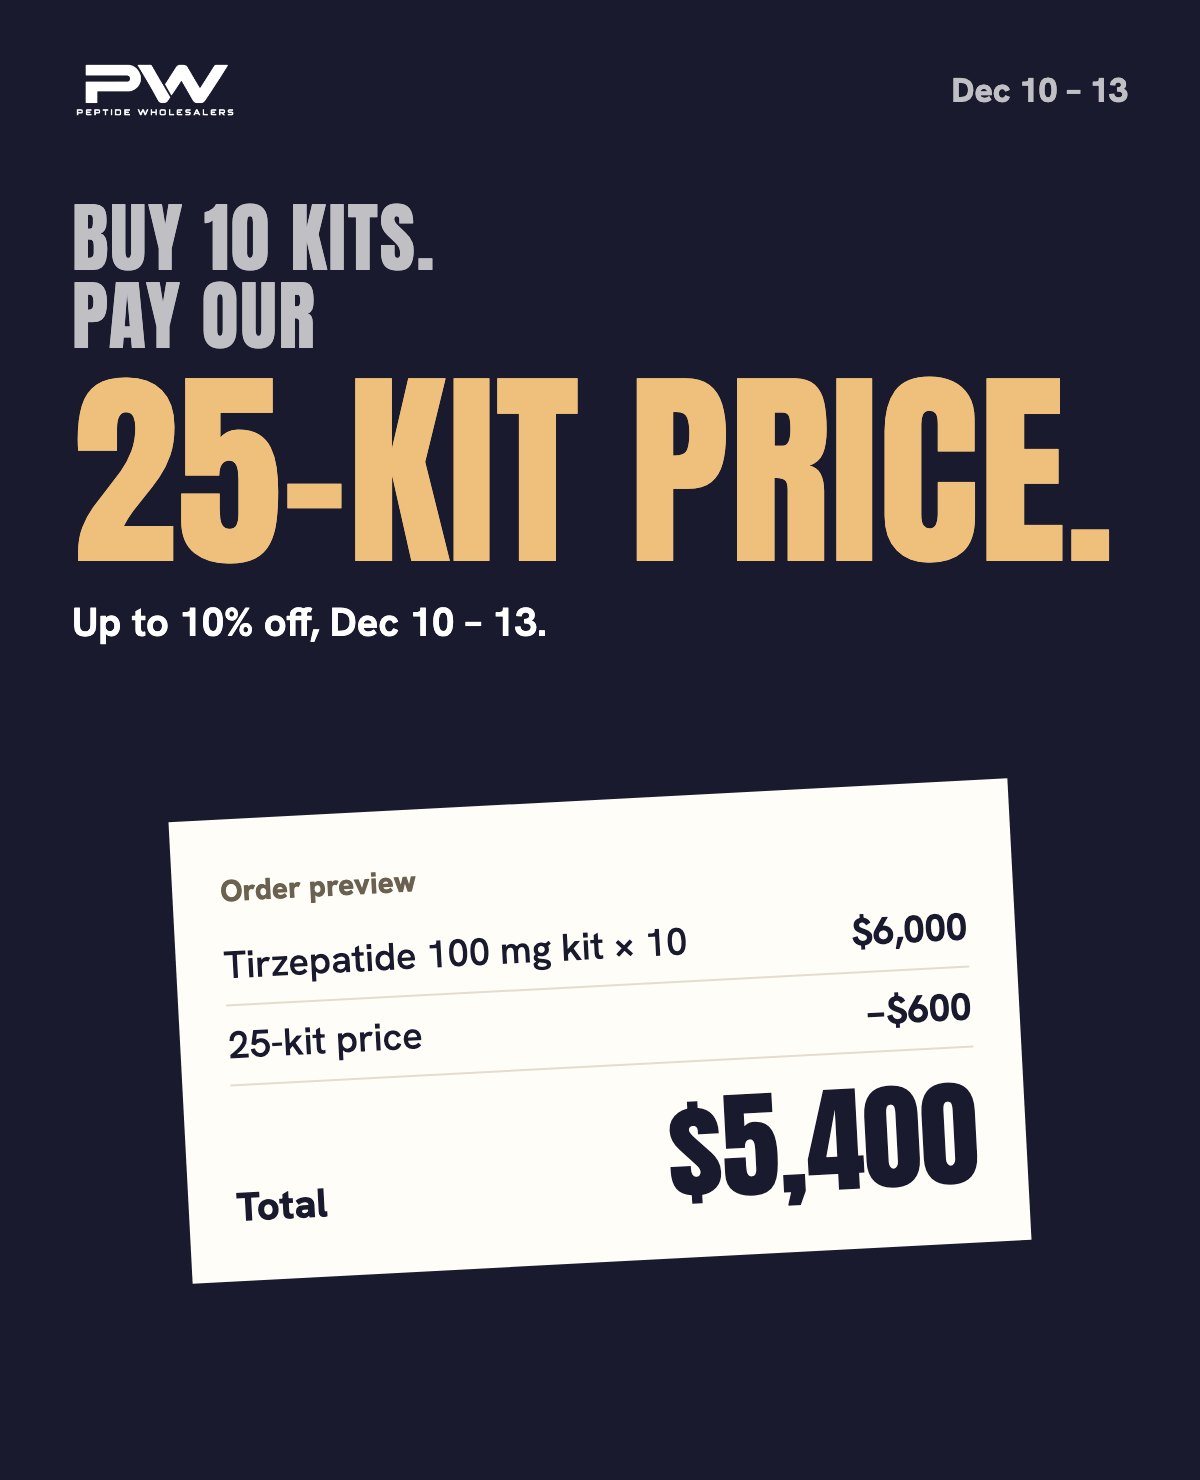 PW
PEPTIDE WHOLESALERS
Dec 10 – 13
BUY 10 KITS.
PAY OUR
25-KIT PRICE.
Up to 10% off, Dec 10 – 13.
Order preview
Tirzepatide 100 mg kit × 10 $6,000
25-kit price –$600
Total $5,400